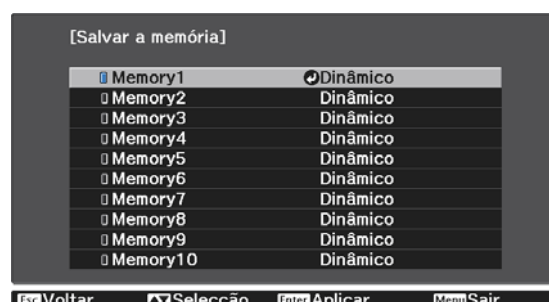 [Salvar a memória]
Memory1 Dinâmico
Memory2 Dinâmico
Memory3 Dinâmico
Memory4 Dinâmico
Memory5 Dinâmico
Memory6 Dinâmico
Memory7 Dinâmico
Memory8 Dinâmico
Memory9 Dinâmico
Memory10 Dinâmico
Esc Voltar Selecção Enter Aplicar Menu Sair